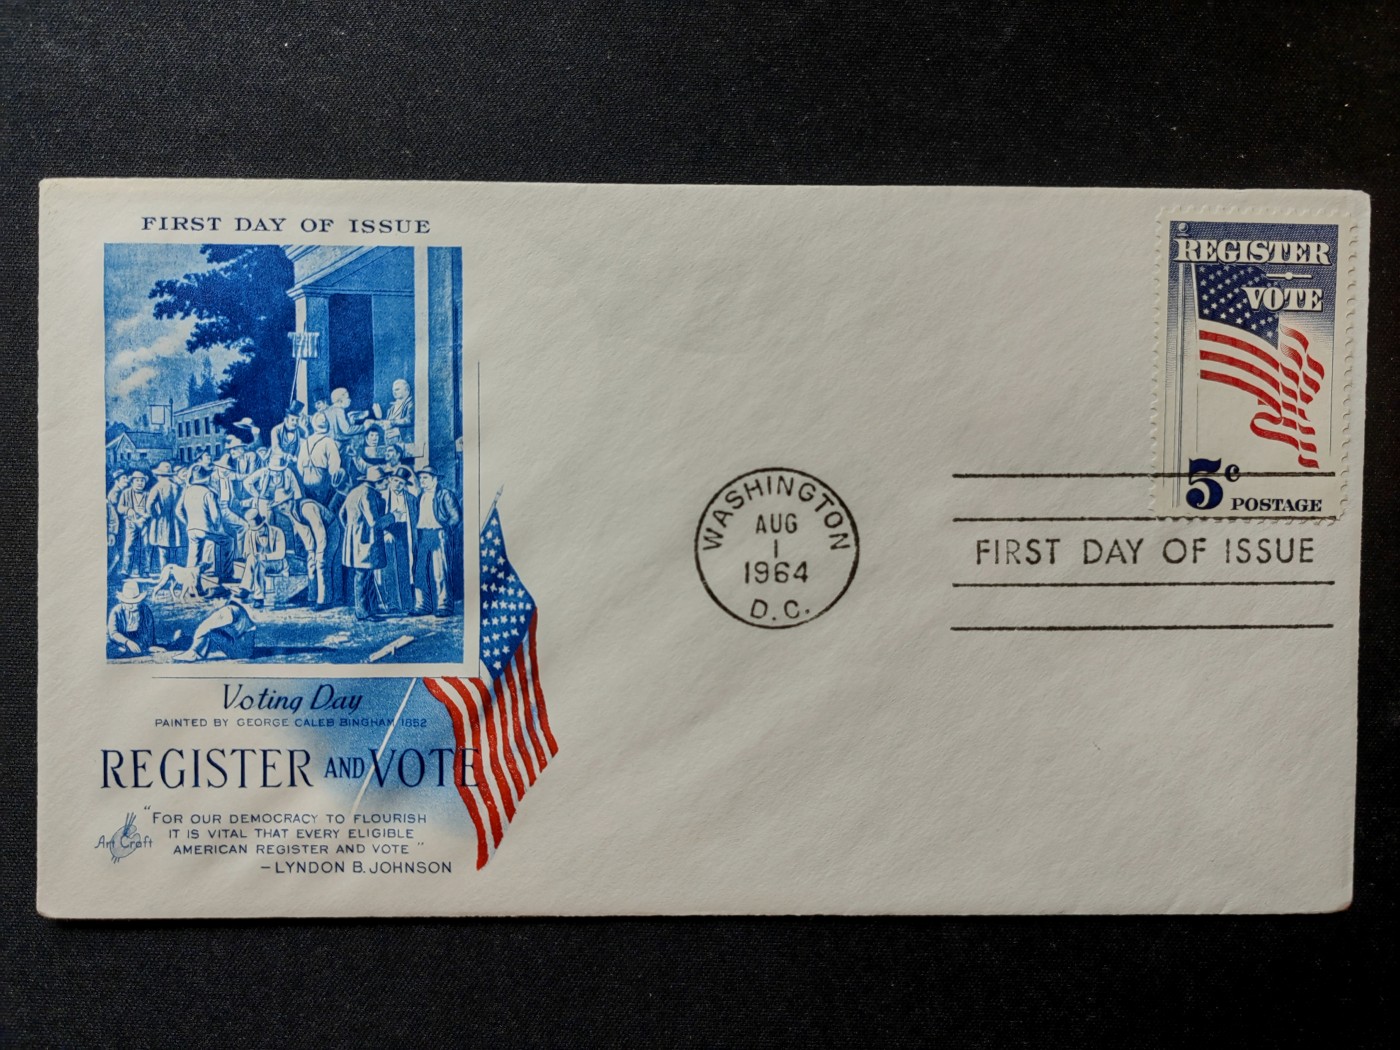 FIRST DAY OF ISSUE
Voting Day
PAINTED BY GEORGE CALEB BINGHAM 1852
REGISTER AND VOTE
"FOR OUR DEMOCRACY TO FLOURISH
IT IS VITAL THAT EVERY ELIGIBLE
AMERICAN REGISTER AND VOTE"
—LYNDON B. JOHNSON
Art Craft
WASHINGTON
AUG
1
1964
D.C.
REGISTER
VOTE
5c
POSTAGE
FIRST DAY OF ISSUE